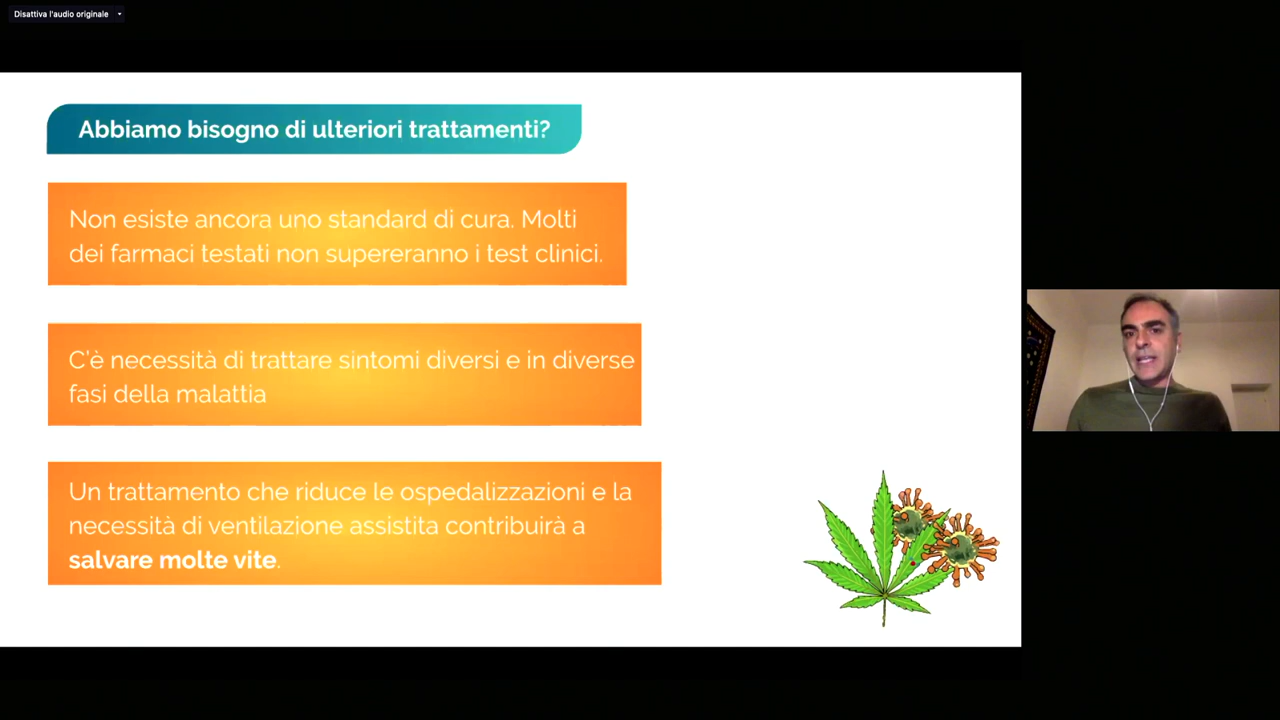 Disattiva l'audio originale
Abbiamo bisogno di ulteriori trattamenti?
Non esiste ancora uno standard di cura. Molti
dei farmaci testati non supereranno i test clinici.
C'è necessità di trattare sintomi diversi e in diverse
fasi della malattia
Un trattamento che riduce le ospedalizzazioni e la
necessità di ventilazione assistita contribuirà a
salvare molte vite.